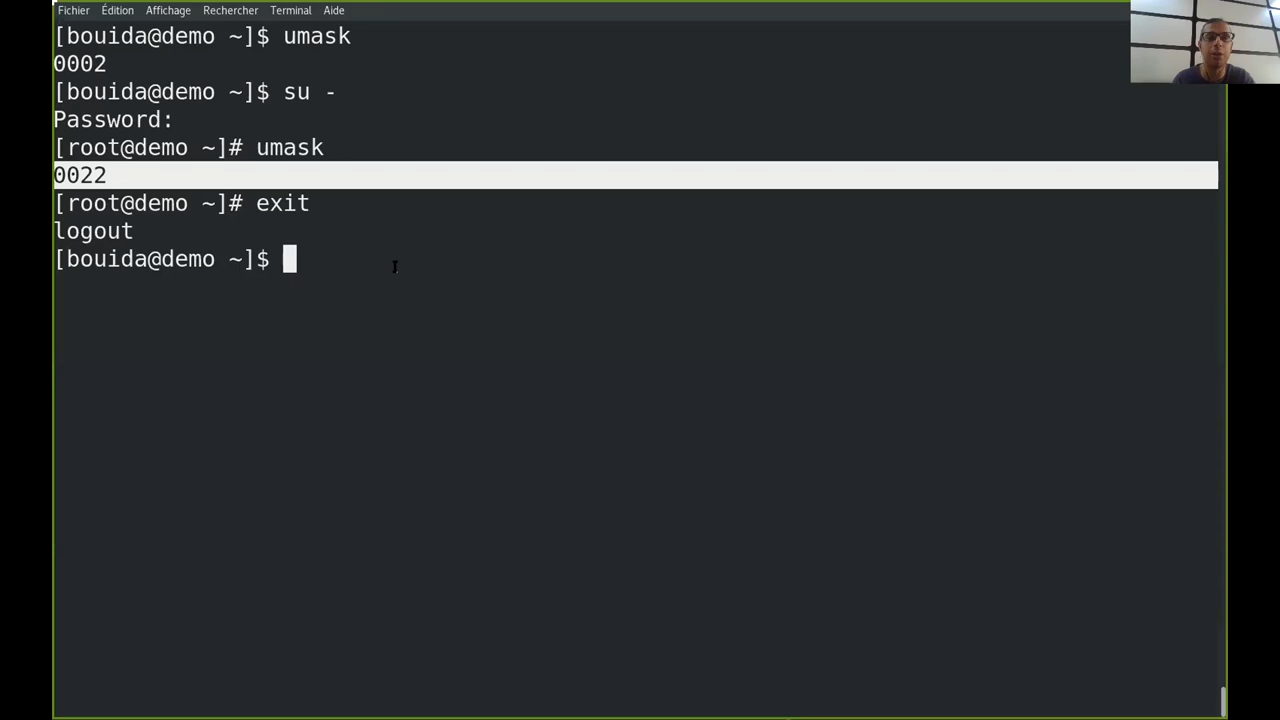 Fichier Édition Affichage Rechercher Terminal Aide
[bouida@demo ~]$ umask
0002
[bouida@demo ~]$ su -
Password:
[root@demo ~]# umask
0022
[root@demo ~]# exit
logout
[bouida@demo ~]$